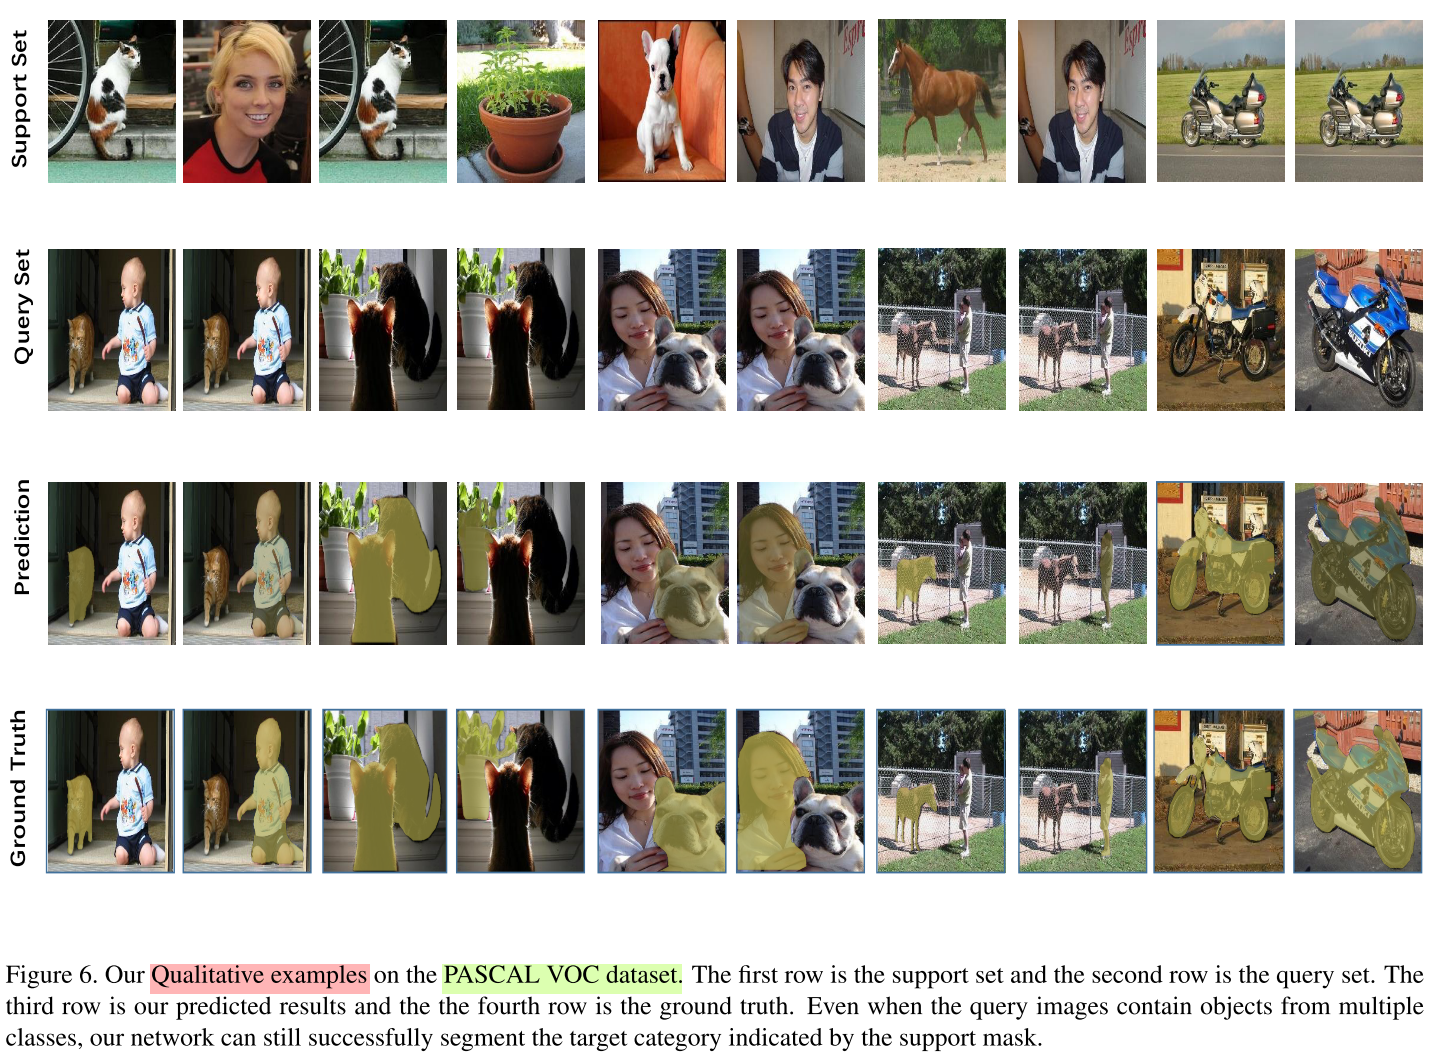 Support Set
Query Set
Prediction
Ground Truth
Figure 6. Our Qualitative examples on the PASCAL VOC dataset. The first row is the support set and the second row is the query set. The
third row is our predicted results and the the fourth row is the ground truth. Even when the query images contain objects from multiple
classes, our network can still successfully segment the target category indicated by the support mask.